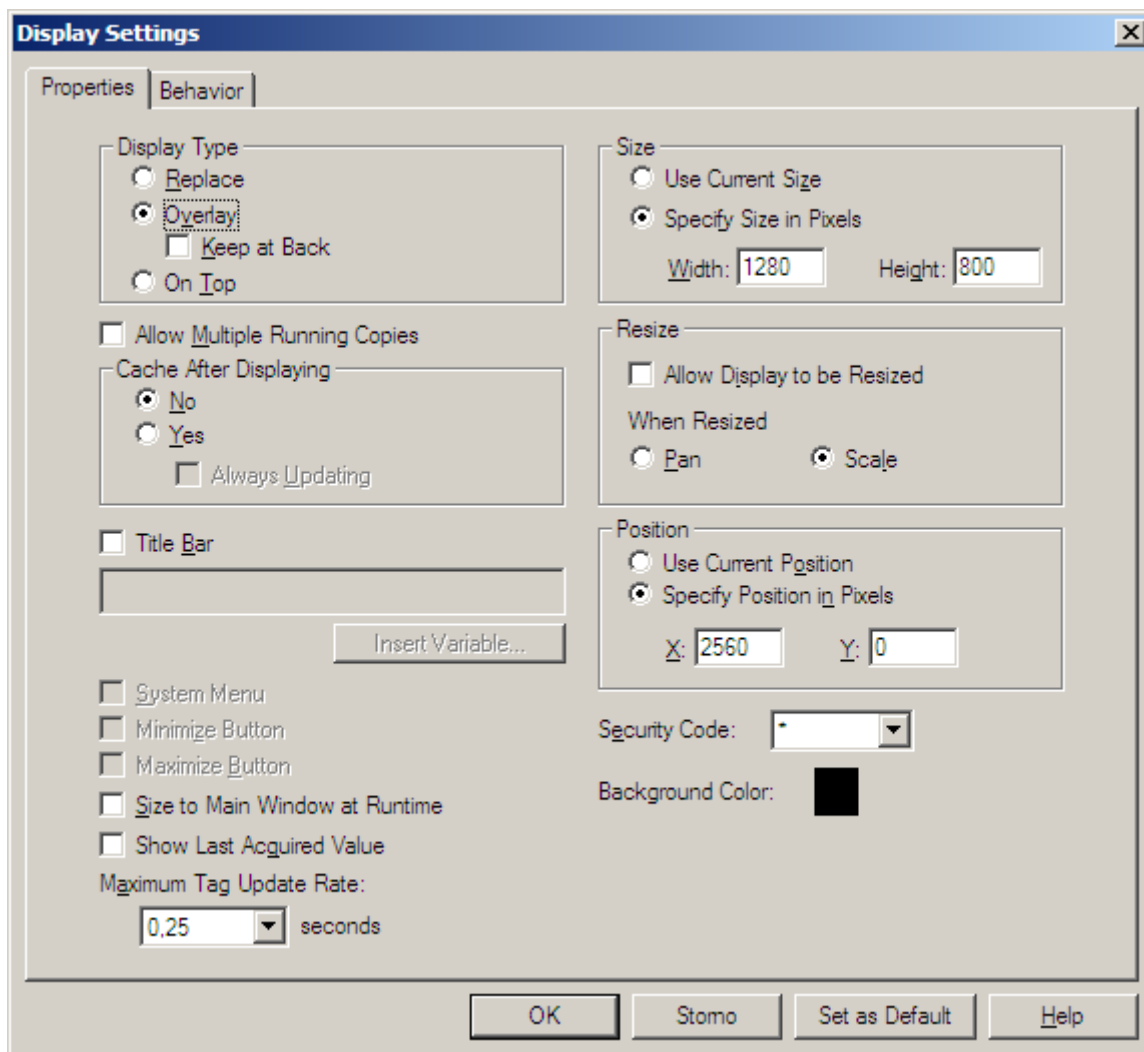 Display Settings
Properties
Behavior
Display Type
Replace
Overlay
Keep at Back
On Top
Allow Multiple Running Copies
Cache After Displaying
No
Yes
Always Updating
Title Bar
Insert Variable...
System Menu
Minimize Button
Maximize Button
Size to Main Window at Runtime
Show Last Acquired Value
Maximum Tag Update Rate:
0,25 seconds
Size
Use Current Size
Specify Size in Pixels
Width: 1280 Height: 800
Resize
Allow Display to be Resized
When Resized
Pan Scale
Position
Use Current Position
Specify Position in Pixels
X: 2560 Y: 0
Security Code: *
Background Color:
OK Storno Set as Default Help